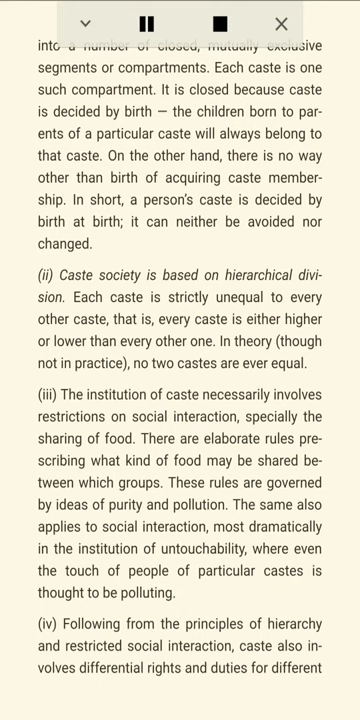 into a number of closed, mutually exclusive
segments or compartments. Each caste is one
such compartment. It is closed because caste
is decided by birth — the children born to par-
ents of a particular caste will always belong to
that caste. On the other hand, there is no way
other than birth of acquiring caste member-
ship. In short, a person's caste is decided by
birth at birth; it can neither be avoided nor
changed.
(ii) Caste society is based on hierarchical divi-
sion. Each caste is strictly unequal to every
other caste, that is, every caste is either higher
or lower than every other one. In theory (though
not in practice), no two castes are ever equal.
(iii) The institution of caste necessarily involves
restrictions on social interaction, specially the
sharing of food. There are elaborate rules pre-
scribing what kind of food may be shared be-
tween which groups. These rules are governed
by ideas of purity and pollution. The same also
applies to social interaction, most dramatically
in the institution of untouchability, where even
the touch of people of particular castes is
thought to be polluting.
(iv) Following from the principles of hierarchy
and restricted social interaction, caste also in-
volves differential rights and duties for different